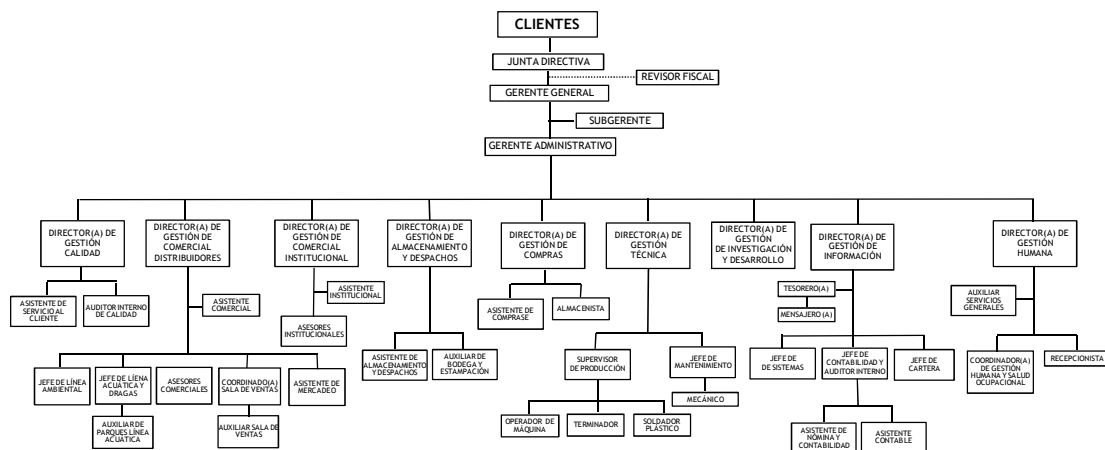 CLIENTES
JUNTA DIRECTIVA
REVISOR FISCAL
GERENTE GENERAL
SUBGERENTE
GERENTE ADMINISTRATIVO
DIRECTOR(A) DE
GESTIÓN
CALIDAD
DIRECTOR(A) DE
GESTIÓN DE
COMERCIAL
DISTRIBUIDORES
DIRECTOR(A) DE
GESTIÓN DE
COMERCIAL
INSTITUCIONAL
DIRECTOR(A) DE
GESTIÓN DE
ALMACENAMIENTO
Y DESPACHOS
DIRECTOR(A) DE
GESTIÓN DE
COMPRAS
DIRECTOR(A) DE
GESTIÓN
TÉCNICA
DIRECTOR(A) DE
GESTIÓN
DE INVESTIGACIÓN
Y DESARROLLO
DIRECTOR(A) DE
GESTIÓN DE
INFORMACIÓN
DIRECTOR(A) DE
GESTIÓN
HUMANA
ASISTENTE DE
SERVICIO AL
CLIENTE
AUDITOR INTERNO
DE CALIDAD
ASISTENTE
COMERCIAL
ASISTENTE
INSTITUCIONAL
ASESORES
INSTITUCIONALES
ASISTENTE DE
COMPRASE
ALMACENISTA
TESORERO(A)
MENSAJERO (A)
AUXILIAR
SERVICIOS
GENERALES
JEFE DE LÍNEA
AMBIENTAL
JEFE DE LÍENA
ACUÁTICA Y
DRAGAS
ASESORES
COMERCIALES
COORDINADO(A)
SALA DE VENTAS
ASISTENTE DE
MERCADEO
ASISTENTE DE
ALMACENAMIENTO
Y DESPACHOS
AUXILIAR DE
BODEGA Y
ESTAMPACIÓN
SUPERVISOR
DE PRODUCCIÓN
JEFE DE
MANTENIMIENTO
JEFE DE
SISTEMAS
JEFE DE
CONTABILIDAD Y
AUDITOR INTERNO
JEFE DE
CARTERA
COORDINADOR(A)
DE GESTIÓN
HUMANA Y SALUD
OCUPACIONAL
RECEPCIONISTA
AUXILIAR DE
PARQUES LÍNEA
ACUÁTICA
AUXILIAR SALA DE
VENTAS
MECÁNICO
OPERADOR DE
MÁQUINA
TERMINADOR
SOLDADOR
PLÁSTICO
ASISTENTE DE
NÓMINA Y
CONTABILIDAD
ASISTENTE
CONTABLE